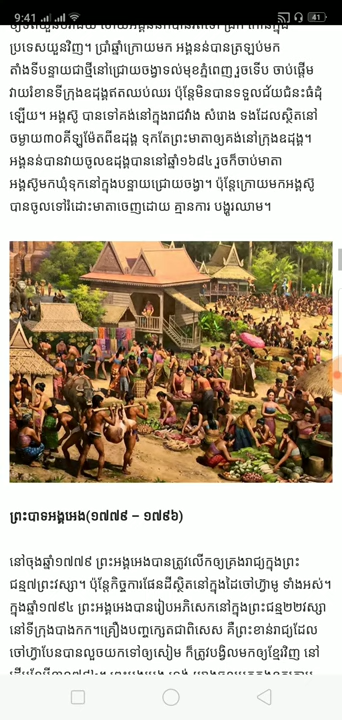 9:41
41
ប្រទេសយួនវិញ។ ប្រាំឆ្នាំក្រោយមក អង្គនន់បានត្រឡប់មក
តាំងទីបន្ទាយជាថ្មីនៅជ្រោយចង្វាទល់មុខភ្នំពេញ រួចទើប ចាប់ផ្តើម
វាយរំខានទីក្រុងឧដុង្គឥតឈប់ឈរ ប៉ុន្តែមិនបានទទួលជ័យជំនះធំដុំ
ឡើយ។ អង្គស៊ូ បានទៅគង់នៅក្នុងរាជវាំង សំរោង ទងដែលស្ថិតនៅ
ចម្ងាយ៣០គីឡូម៉ែតពីឧដុង្គ ទុកតែព្រះមាតាឲ្យគង់នៅក្រុងឧដុង្គ។
អង្គនន់បានវាយចូលឧដុង្គបាននៅឆ្នាំ១៦៨៤ រួចក៏ចាប់មាតា
អង្គស៊ូមកឃុំទុកនៅក្នុងបន្ទាយជ្រោយចង្វា។ ប៉ុន្តែក្រោយមកអង្គស៊ូ
បានចូលទៅរំដោះមាតាចេញដោយ គ្មានការ បង្ហូរឈាម។
ព្រះបាទអង្គអេង(១៧៧៩ – ១៧៩៦)
នៅចុងឆ្នាំ១៧៧៩ ព្រះអង្គអេងបានត្រូវលើកឲ្យគ្រងរាជ្យក្នុងព្រះ
ជន្ម៧ព្រះវស្សា។ ប៉ុន្តែកិច្ចការផែនដីស្ថិតនៅក្នុងដៃចៅហ្វ៊ាមូ ទាំងអស់។
ក្នុងឆ្នាំ១៧៩៤ ព្រះអង្គអេងបានរៀបអភិសេកនៅក្នុងព្រះជន្ម២២វស្សា
នៅទីក្រុងបាងកក។គ្រឿងបញ្ចក្សេតជាពិសេស គឺព្រះខាន់រាជ្យដែល
ចៅហ្វ៊ាបែនបានលួចយកទៅឲ្យសៀម ក៏ត្រូវបង្វិលមកឲ្យខ្មែរវិញ នៅ